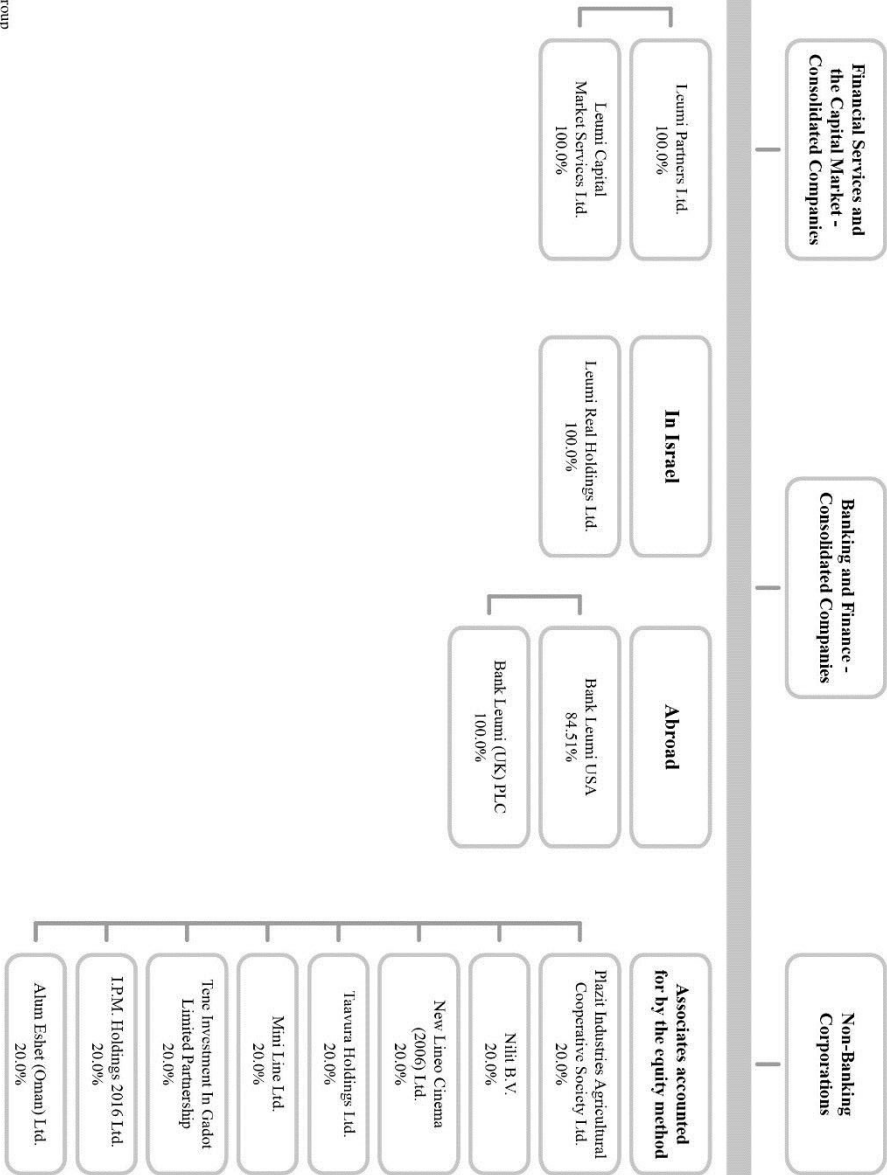 Financial Services and
the Capital Market -
Consolidated Companies
Leumi Partners Ltd.
100.0%
Leumi Capital
Market Services Ltd.
100.0%
Banking and Finance -
Consolidated Companies
In Israel
Leumi Real Holdings Ltd.
100.0%
Abroad
Bank Leumi USA
84.51%
Bank Leumi (UK) PLC
100.0%
Non-Banking
Corporations
Associates accounted
for by the equity method
Plazit Industries Agricultural
Cooperative Society Ltd.
20.0%
Nilit B.V.
20.0%
New Lineo Cinema
(2006) Ltd.
20.0%
Taavura Holdings Ltd.
20.0%
Mini Line Ltd.
20.0%
Tene Investment In Gadot
Limited Partnership
20.0%
I.P.M. Holdings 2016 Ltd.
20.0%
Alum Eshet (Oman) Ltd.
20.0%